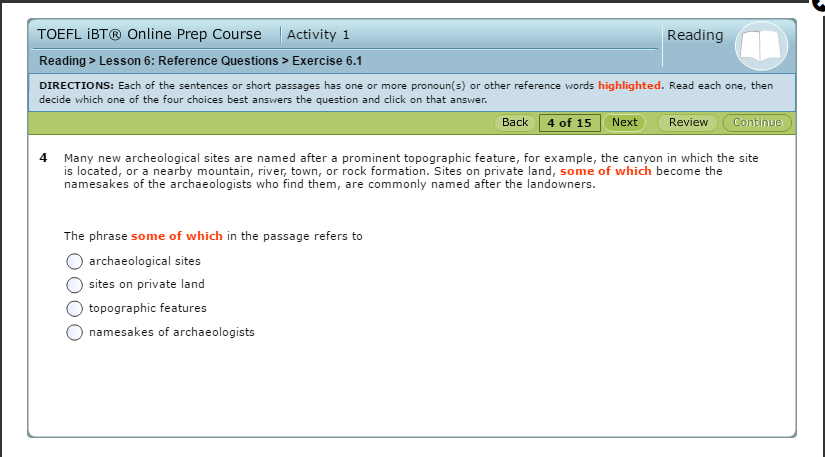 TOEFL iBT® Online Prep Course Activity 1 Reading
Reading > Lesson 6: Reference Questions > Exercise 6.1
DIRECTIONS: Each of the sentences or short passages has one or more pronoun(s) or other reference words highlighted. Read each one, then
decide which one of the four choices best answers the question and click on that answer.
Back 4 of 15 Next Review Continue
4 Many new archeological sites are named after a prominent topographic feature, for example, the canyon in which the site
is located, or a nearby mountain, river, town, or rock formation. Sites on private land, some of which become the
namesakes of the archaeologists who find them, are commonly named after the landowners.
The phrase some of which in the passage refers to
archaeological sites
sites on private land
topographic features
namesakes of archaeologists